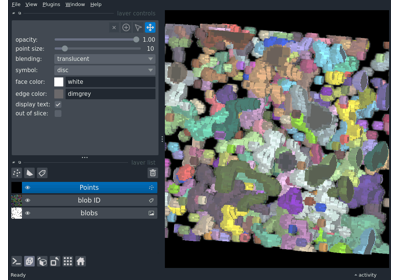 File View Plugins Window Help
layer controls
opacity: 1.00
point size: 10
blending: translucent
symbol: disc
face color: white
edge color: dimgrey
display text:
out of slice:
layer list
Points
blob ID
blobs
Ready
activity